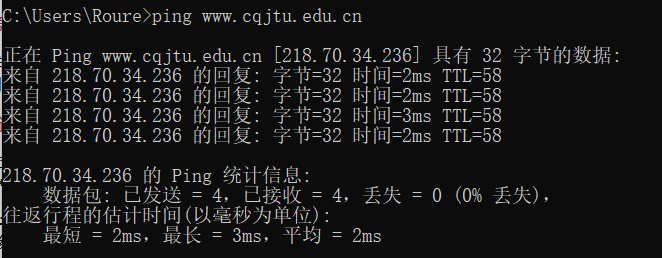 C:\Users\Roure>ping www.cqjtu.edu.cn
正在 Ping www.cqjtu.edu.cn [218.70.34.236] 具有 32 字节的数据:
来自 218.70.34.236 的回复: 字节=32 时间=2ms TTL=58
来自 218.70.34.236 的回复: 字节=32 时间=2ms TTL=58
来自 218.70.34.236 的回复: 字节=32 时间=3ms TTL=58
来自 218.70.34.236 的回复: 字节=32 时间=2ms TTL=58
218.70.34.236 的 Ping 统计信息:
数据包: 已发送 = 4，已接收 = 4，丢失 = 0 (0% 丢失)，
往返行程的估计时间(以毫秒为单位):
最短 = 2ms，最长 = 3ms，平均 = 2ms